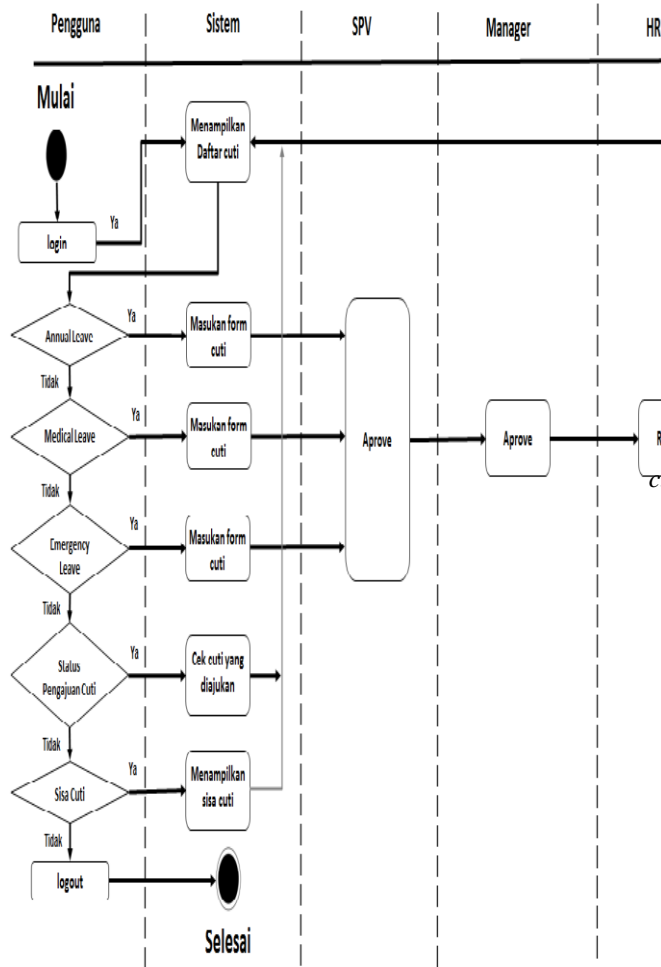 Pengguna Sistem SPV Manager HR
Mulai
Menampilkan
Daftar cuti
Ya
login
Annual Leave
Ya
Masukan form
cuti
Tidak
Medical Leave
Ya
Masukan form
cuti
Aprove
Aprove
R
c
Tidak
Emergency
Leave
Ya
Masukan form
cuti
Tidak
Status
Pengajuan Cuti
Ya
Cek cuti yang
diajukan
Tidak
Sisa Cuti
Ya
Menampilkan
sisa cuti
Tidak
logout
Selesai